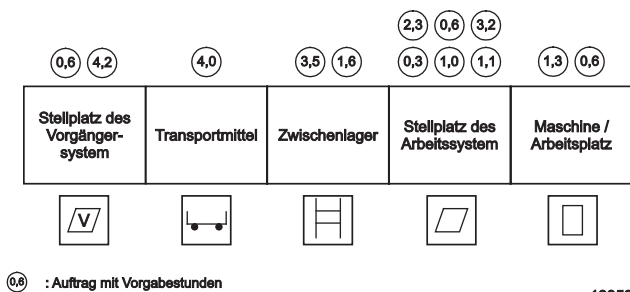 2,3 0,6 3,2
0,6 4,2 4,0 3,5 1,6 0,3 1,0 1,1 1,3 0,6
Stellplatz des
Vorgänger-
system
Transportmittel
Zwischenlager
Stellplatz des
Arbeitssystem
Maschine /
Arbeitsplatz
V
0,6 : Auftrag mit Vorgabestunden